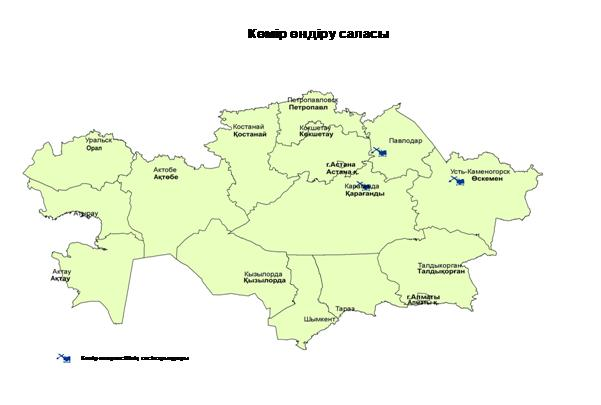 Көмір өндіру саласы
Петропавловск
Петропавл
Костанай
Қостанай
Кокшетау
Көкшетау
Павлодар
Уральск
Орал
г.Астана
Астана қ.
Актобе
Ақтөбе
Усть-Каменогорск
Өскемен
Караганда
Қарағанды
Атырау
Актау
Ақтау
Кызылорда
Қызылорда
Талдыкорган
Талдықорған
г.Алматы
Алматы қ.
Тараз
Шымкент